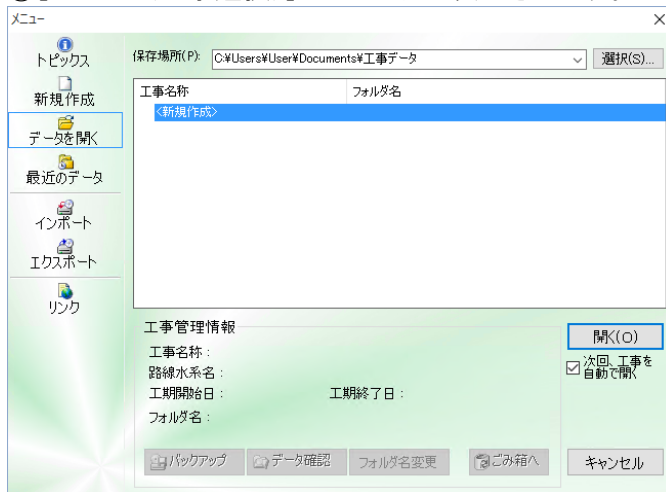 メニュー
トピックス
新規作成
データを開く
最近のデータ
インポート
エクスポート
リンク
保存場所(P): C:¥Users¥User¥Documents¥工事データ 選択(S)...
工事名称 フォルダ名
<新規作成>
工事管理情報
工事名称 :
路線水系名 :
工期開始日 : 工期終了日 :
フォルダ名 :
開く(O)
次回、工事を
自動で開く
バックアップ データ確認 フォルダ名変更 ごみ箱へ キャンセル